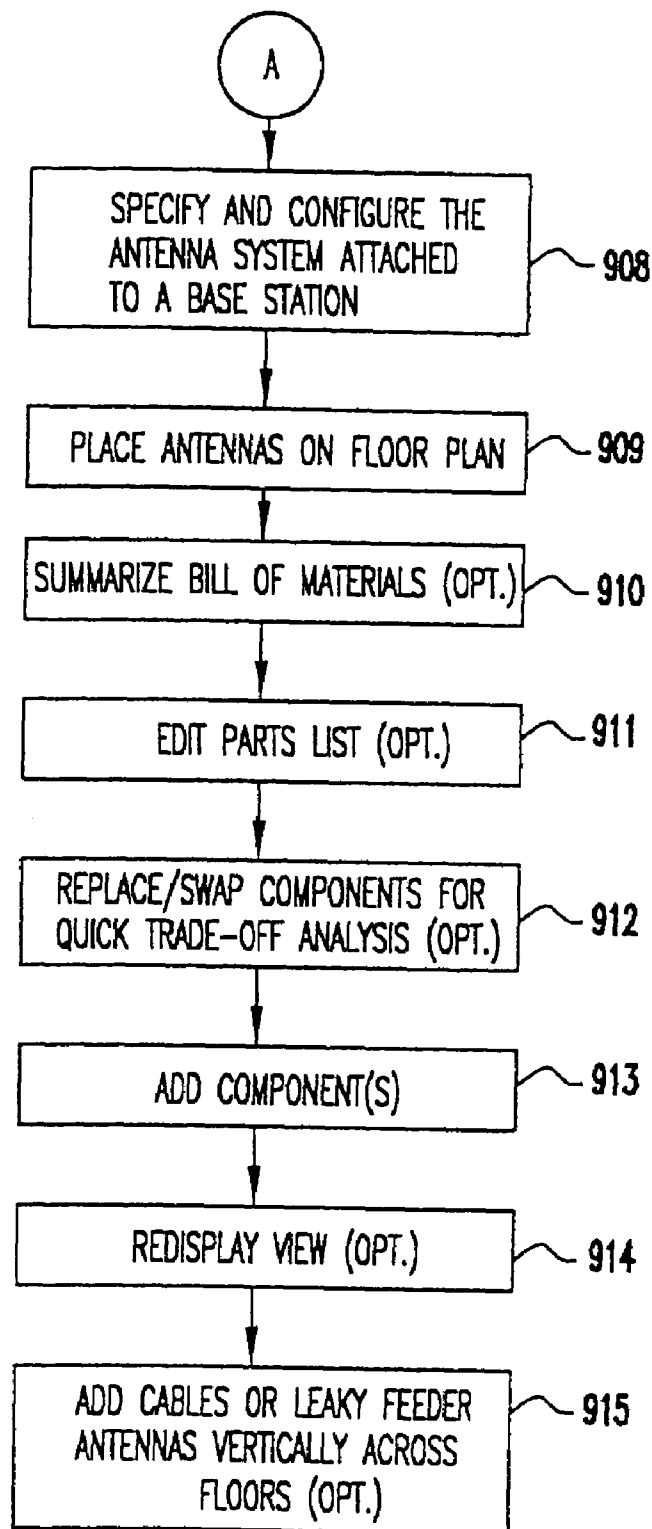 A
SPECIFY AND CONFIGURE THE
ANTENNA SYSTEM ATTACHED
TO A BASE STATION
908
PLACE ANTENNAS ON FLOOR PLAN
909
SUMMARIZE BILL OF MATERIALS (OPT.)
910
EDIT PARTS LIST (OPT.)
911
REPLACE/SWAP COMPONENTS FOR
QUICK TRADE-OFF ANALYSIS (OPT.)
912
ADD COMPONENT(S)
913
REDISPLAY VIEW (OPT.)
914
ADD CABLES OR LEAKY FEEDER
ANTENNAS VERTICALLY ACROSS
FLOORS (OPT.)
915